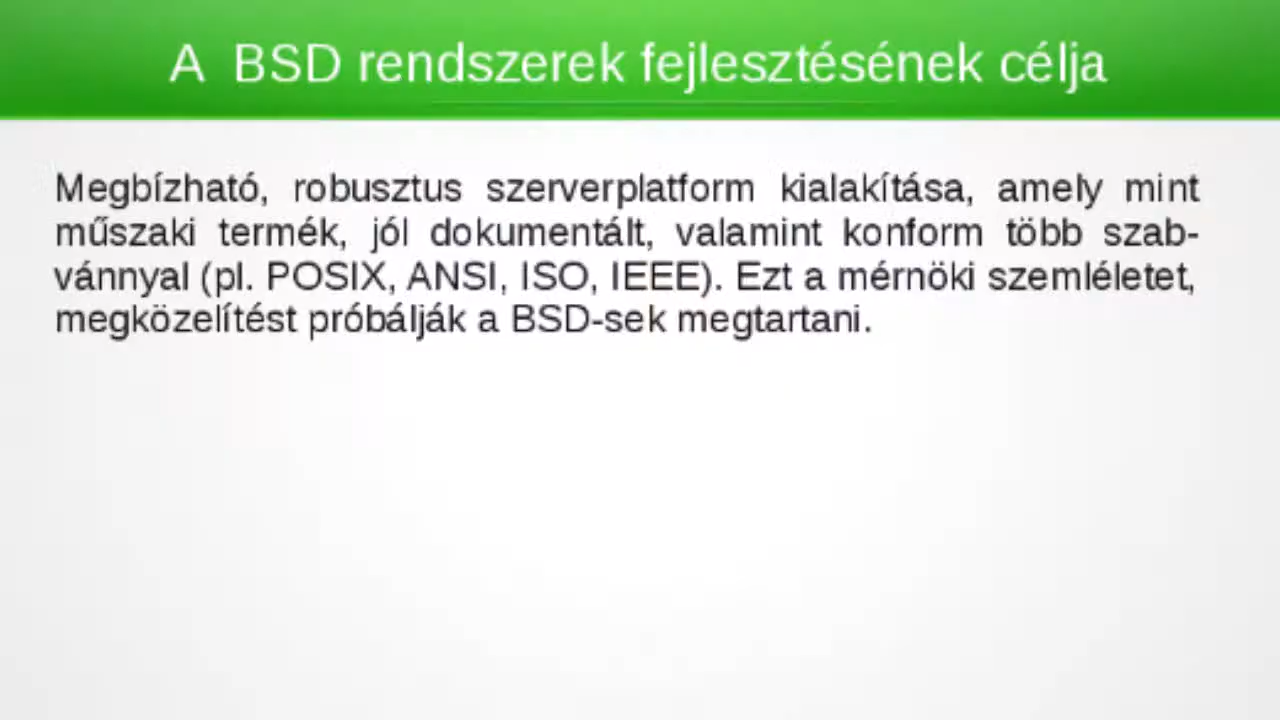 A BSD rendszerek fejlesztésének célja
Megbízható, robusztus szerverplatform kialakítása, amely mint
műszaki termék, jól dokumentált, valamint konform több szab-
vánnyal (pl. POSIX, ANSI, ISO, IEEE). Ezt a mérnöki szemléletet,
megközelítést próbálják a BSD-sek megtartani.